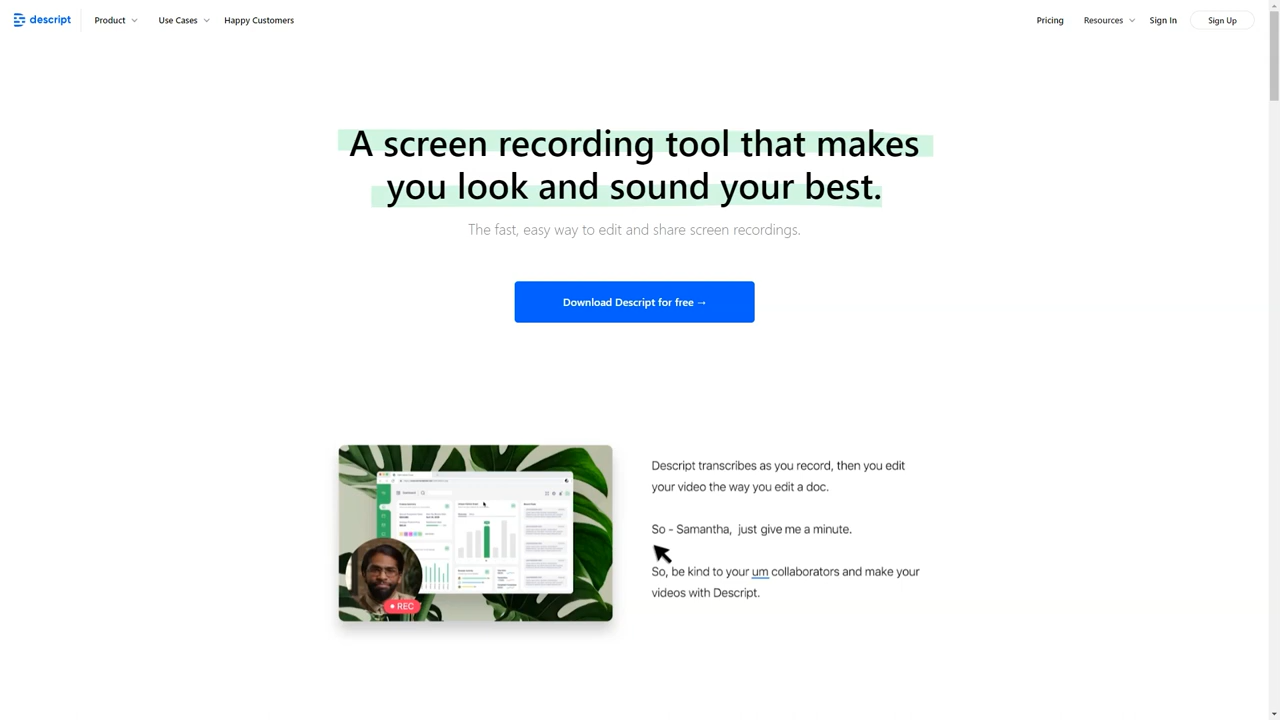 descript
Product
Use Cases
Happy Customers
Pricing
Resources
Sign In
Sign Up
A screen recording tool that makes
you look and sound your best.
The fast, easy way to edit and share screen recordings.
Download Descript for free →
REC
Descript transcribes as you record, then you edit
your video the way you edit a doc.
So - Samantha, just give me a minute.
So, be kind to your um collaborators and make your
videos with Descript.